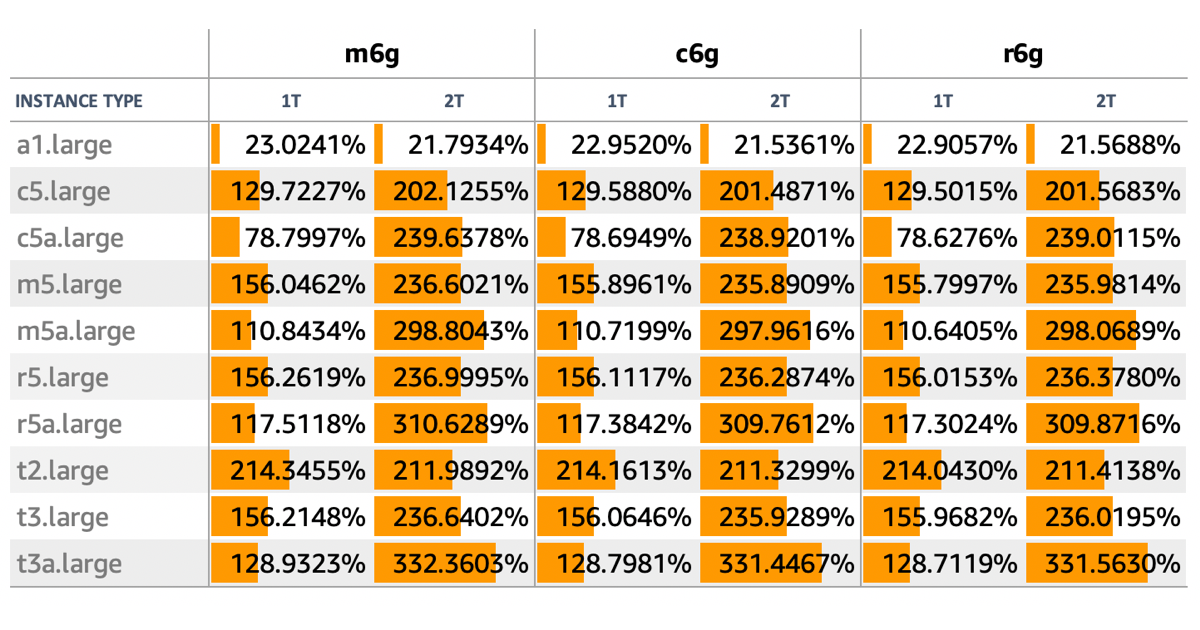 m6g c6g r6g
INSTANCE TYPE 1T 2T 1T 2T 1T 2T
a1.large 23.0241% 21.7934% 22.9520% 21.5361% 22.9057% 21.5688%
c5.large 129.7227% 202.1255% 129.5880% 201.4871% 129.5015% 201.5683%
c5a.large 78.7997% 239.6378% 78.6949% 238.9201% 78.6276% 239.0115%
m5.large 156.0462% 236.6021% 155.8961% 235.8909% 155.7997% 235.9814%
m5a.large 110.8434% 298.8043% 110.7199% 297.9616% 110.6405% 298.0689%
r5.large 156.2619% 236.9995% 156.1117% 236.2874% 156.0153% 236.3780%
r5a.large 117.5118% 310.6289% 117.3842% 309.7612% 117.3024% 309.8716%
t2.large 214.3455% 211.9892% 214.1613% 211.3299% 214.0430% 211.4138%
t3.large 156.2148% 236.6402% 156.0646% 235.9289% 155.9682% 236.0195%
t3a.large 128.9323% 332.3603% 128.7981% 331.4467% 128.7119% 331.5630%